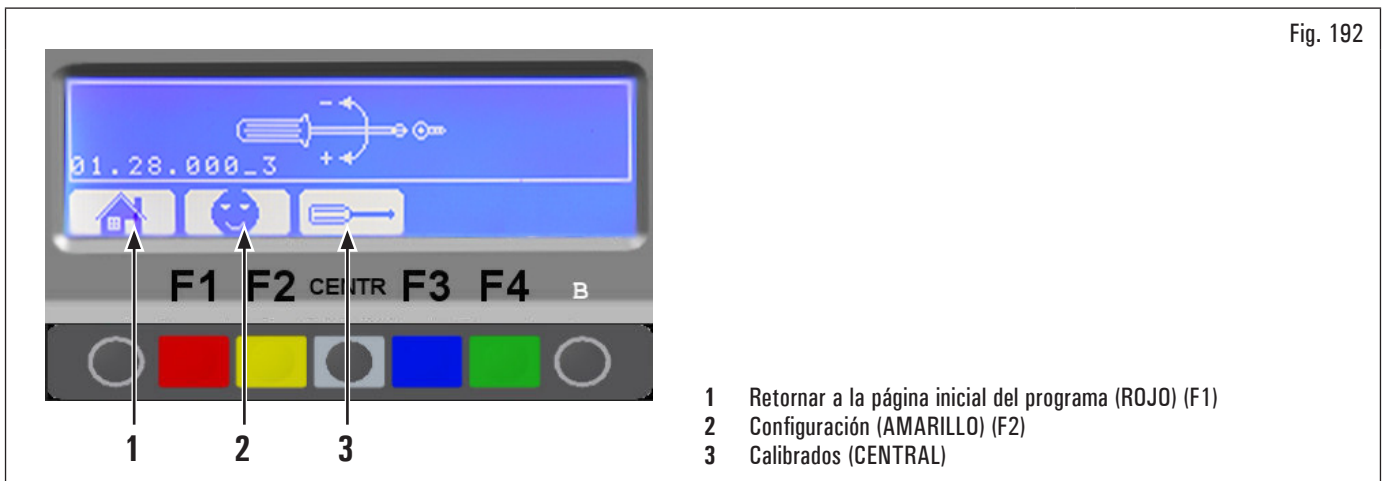 Fig. 192
- 
+ 
01.28.000_3
F1 F2 CENTR F3 F4 B
1 2 3
1 Retornar a la página inicial del programa (ROJO) (F1)
2 Configuración (AMARILLO) (F2)
3 Calibrados (CENTRAL)